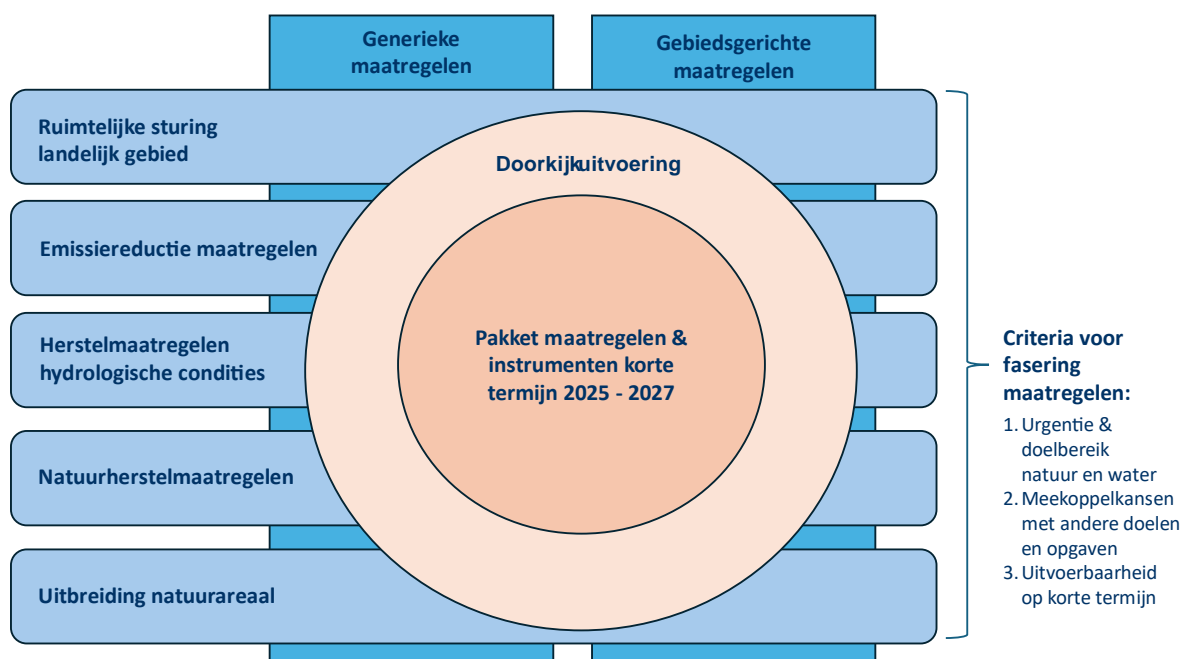 Generieke
maatregelen
Gebiedsgerichte
maatregelen
Ruimtelijke sturing
landelijk gebied
Doorkijkuitvoering
Emissiereductie maatregelen
Herstelmaatregelen
hydrologische condities
Pakket maatregelen &
instrumenten korte
termijn 2025 - 2027
Natuurherstelmaatregelen
Uitbreiding natuurareaal
Criteria voor
fasering
maatregelen:
1. Urgentie &
doelbereik
natuur en water
2. Meekoppelkansen
met andere doelen
en opgaven
3. Uitvoerbaarheid
op korte termijn